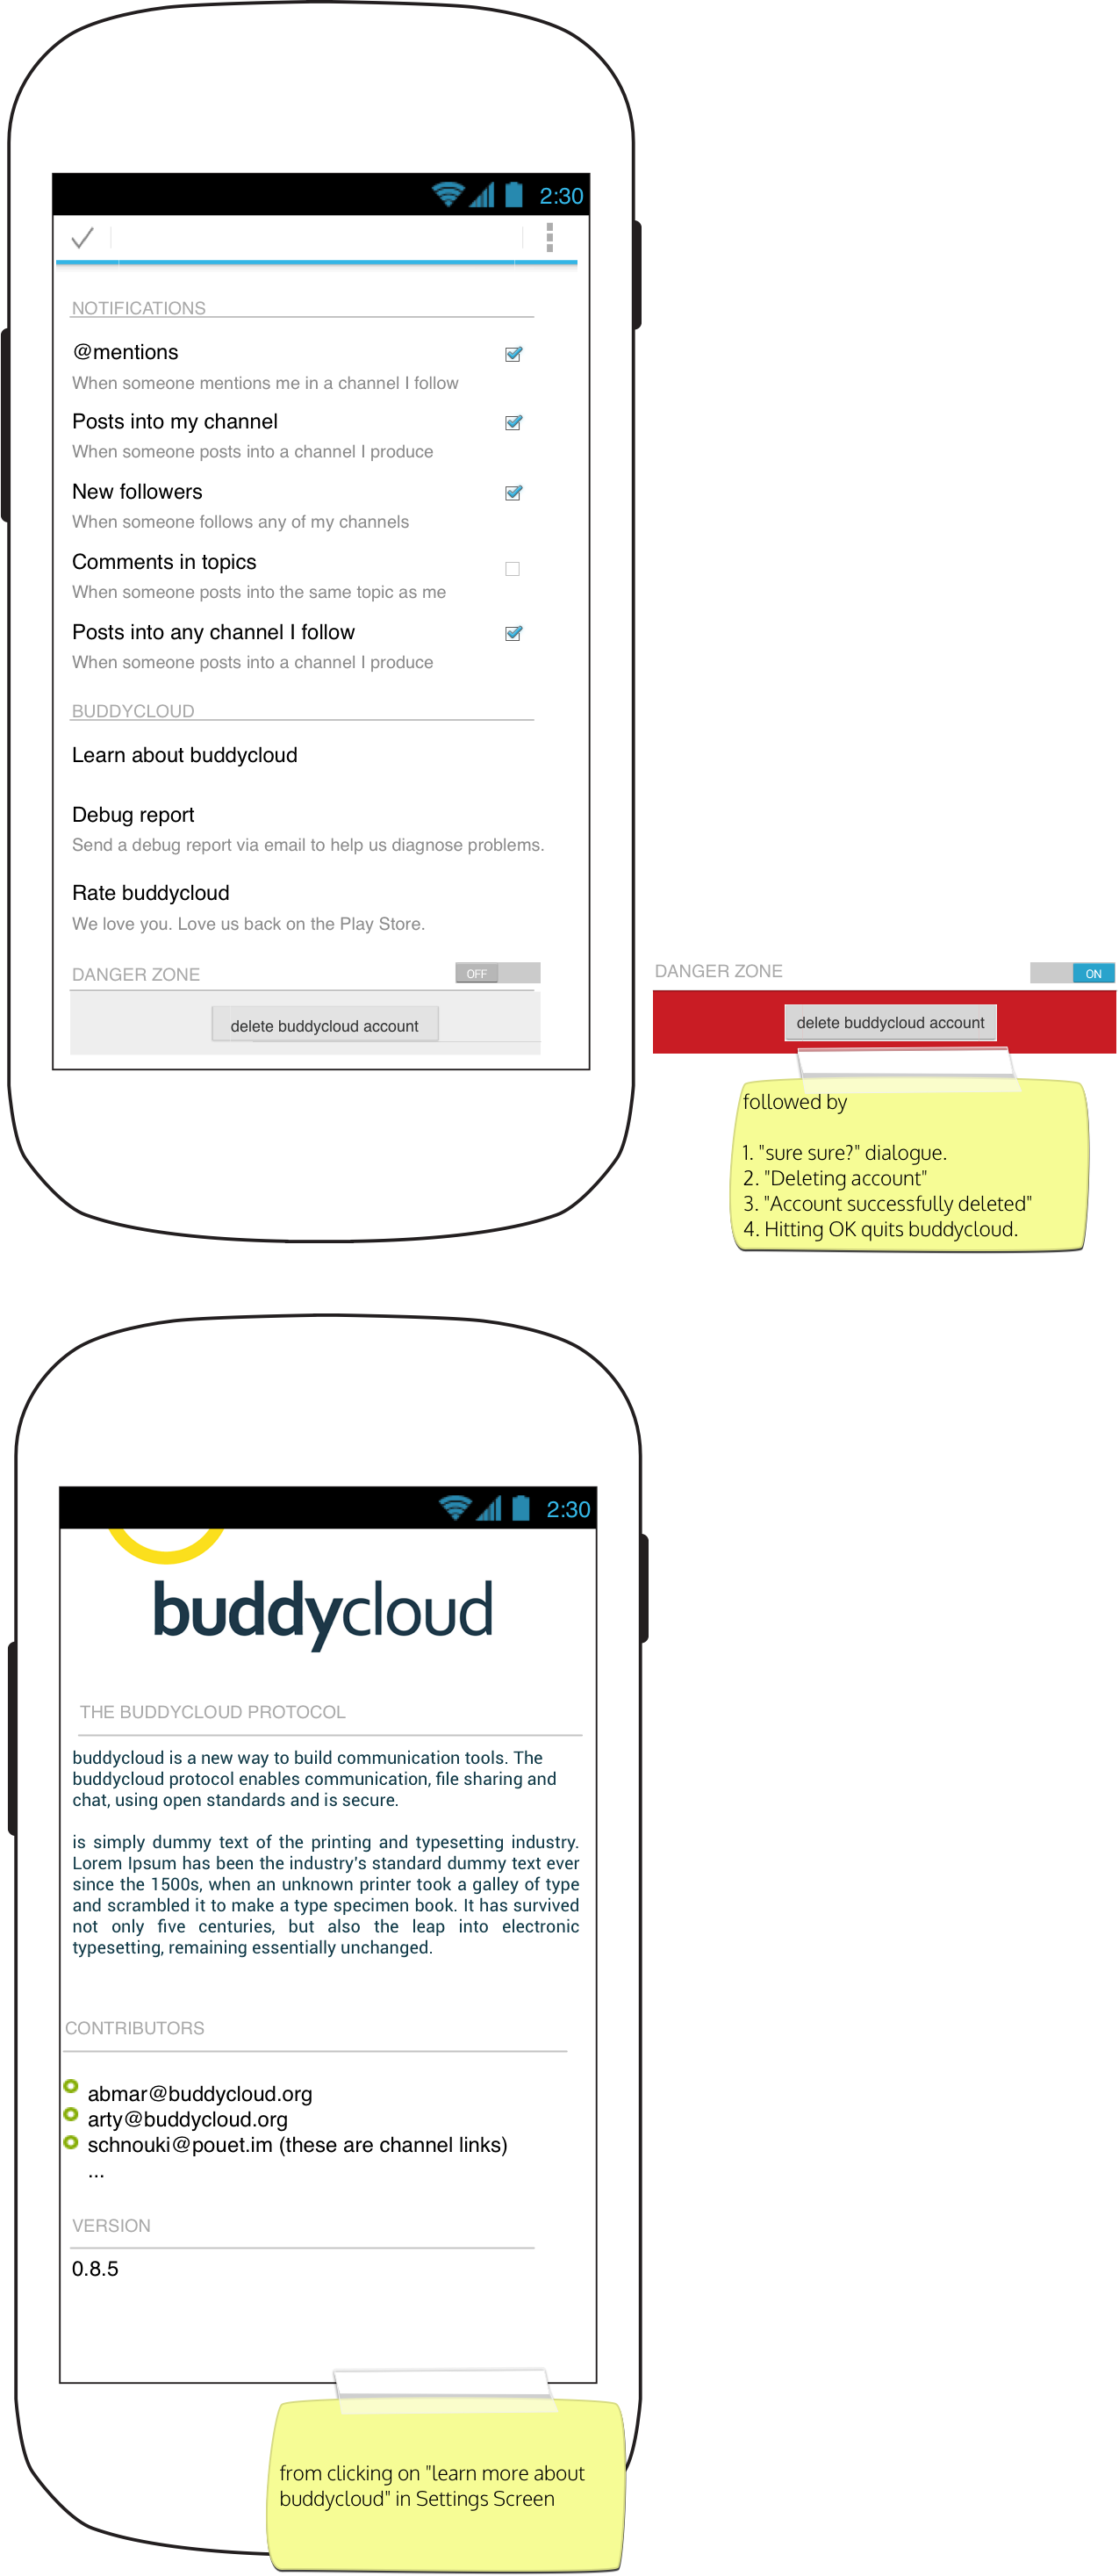 2:30
NOTIFICATIONS
@mentions
When someone mentions me in a channel I follow
Posts into my channel
When someone posts into a channel I produce
New followers
When someone follows any of my channels
Comments in topics
When someone posts into the same topic as me
Posts into any channel I follow
When someone posts into a channel I produce
BUDDYCLOUD
Learn about buddycloud
Debug report
Send a debug report via email to help us diagnose problems.
Rate buddycloud
We love you. Love us back on the Play Store.
DANGER ZONE OFF
delete buddycloud account
DANGER ZONE ON
delete buddycloud account
followed by
1. "sure sure?" dialogue.
2. "Deleting account"
3. "Account successfully deleted"
4. Hitting OK quits buddycloud.
2:30
buddycloud
THE BUDDYCLOUD PROTOCOL
buddycloud is a new way to build communication tools. The
buddycloud protocol enables communication, file sharing and
chat, using open standards and is secure.
is simply dummy text of the printing and typesetting industry.
Lorem Ipsum has been the industry's standard dummy text ever
since the 1500s, when an unknown printer took a galley of type
and scrambled it to make a type specimen book. It has survived
not only five centuries, but also the leap into electronic
typesetting, remaining essentially unchanged.
CONTRIBUTORS
abmar@buddycloud.org
arty@buddycloud.org
schnouki@pouet.im (these are channel links)
...
VERSION
0.8.5
from clicking on "learn more about
buddycloud" in Settings Screen